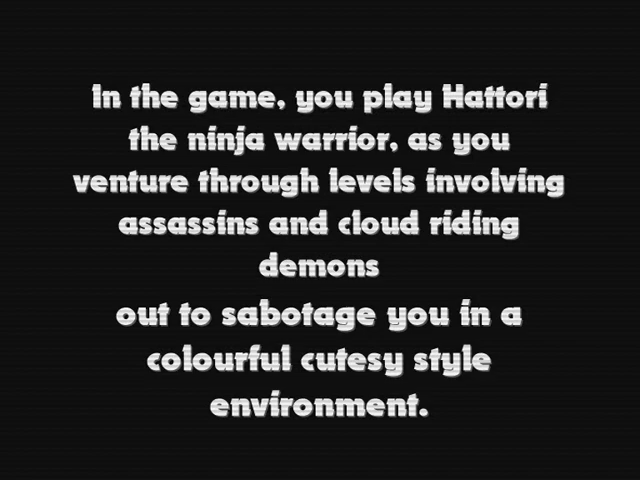 In the game, you play Hattori
the ninja warrior, as you
venture through levels involving
assassins and cloud riding
demons
out to sabotage you in a
colourful cutesy style
environment.